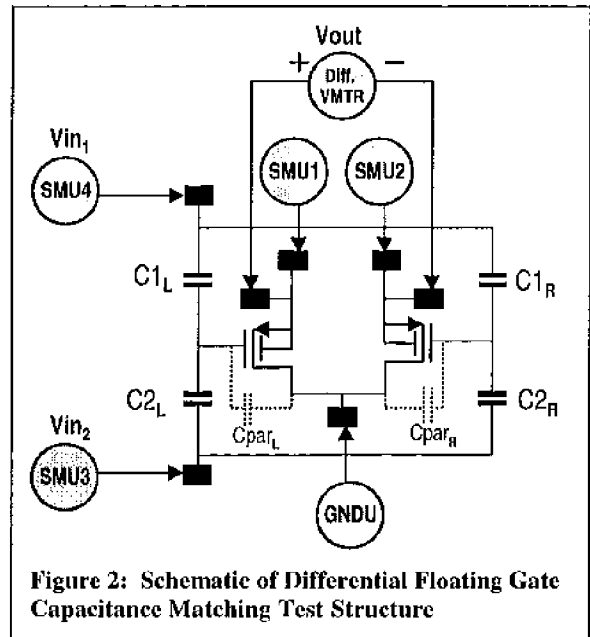 Vout
+ −
Diff.
VMTR
Vin1
SMU4
SMU1
SMU2
C1L
C1R
C2L
C2R
CparL
CparR
Vin2
SMU3
GNDU
Figure 2: Schematic of Differential Floating Gate
Capacitance Matching Test Structure